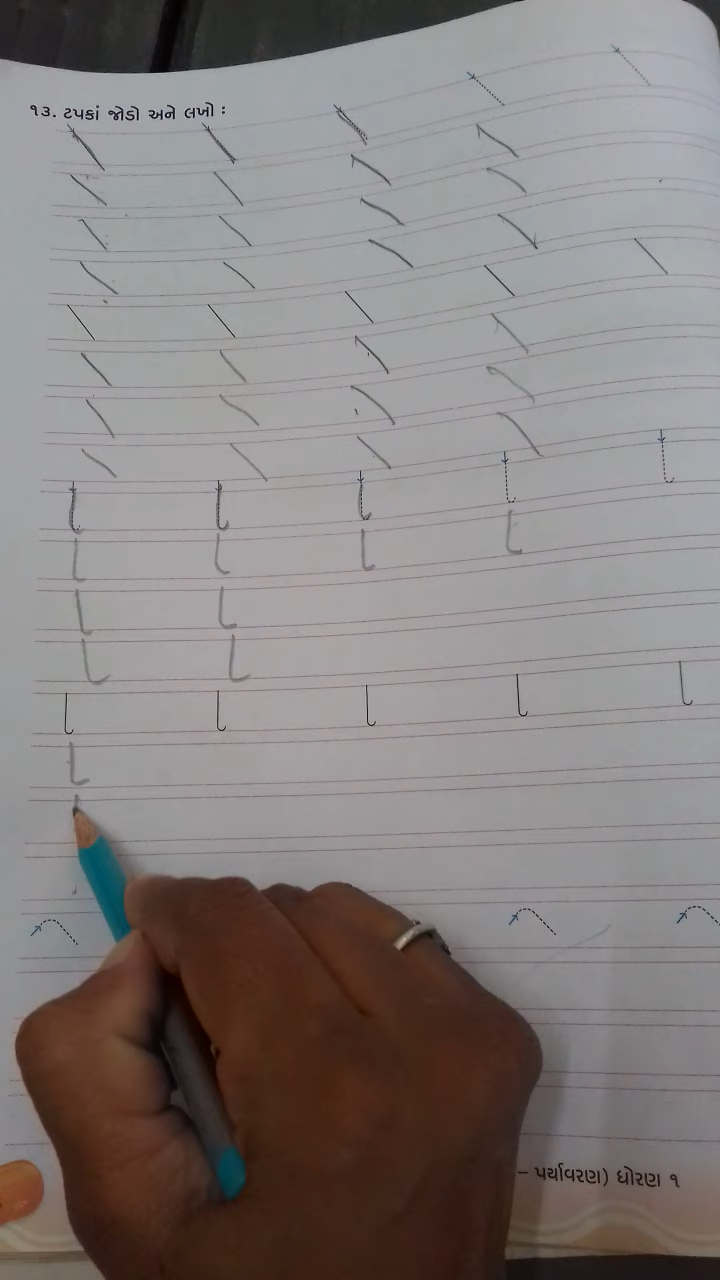 ૧૩. ટપકાં જોડો અને લખો :
– પર્યાવરણ) ધોરણ ૧